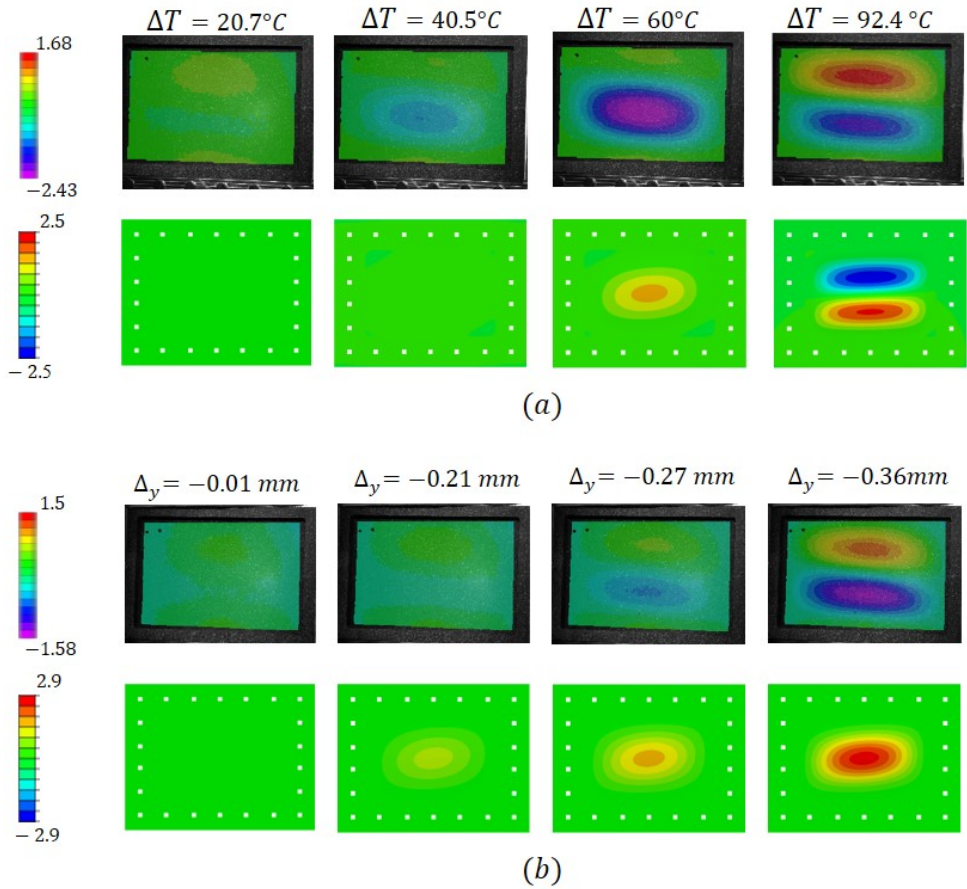 ΔT = 20.7°C
ΔT = 40.5°C
ΔT = 60°C
ΔT = 92.4 °C
1.68
−2.43
2.5
− 2.5
(a)
Δy = −0.01 mm
Δy = −0.21 mm
Δy = −0.27 mm
Δy = −0.36mm
1.5
−1.58
2.9
− 2.9
(b)